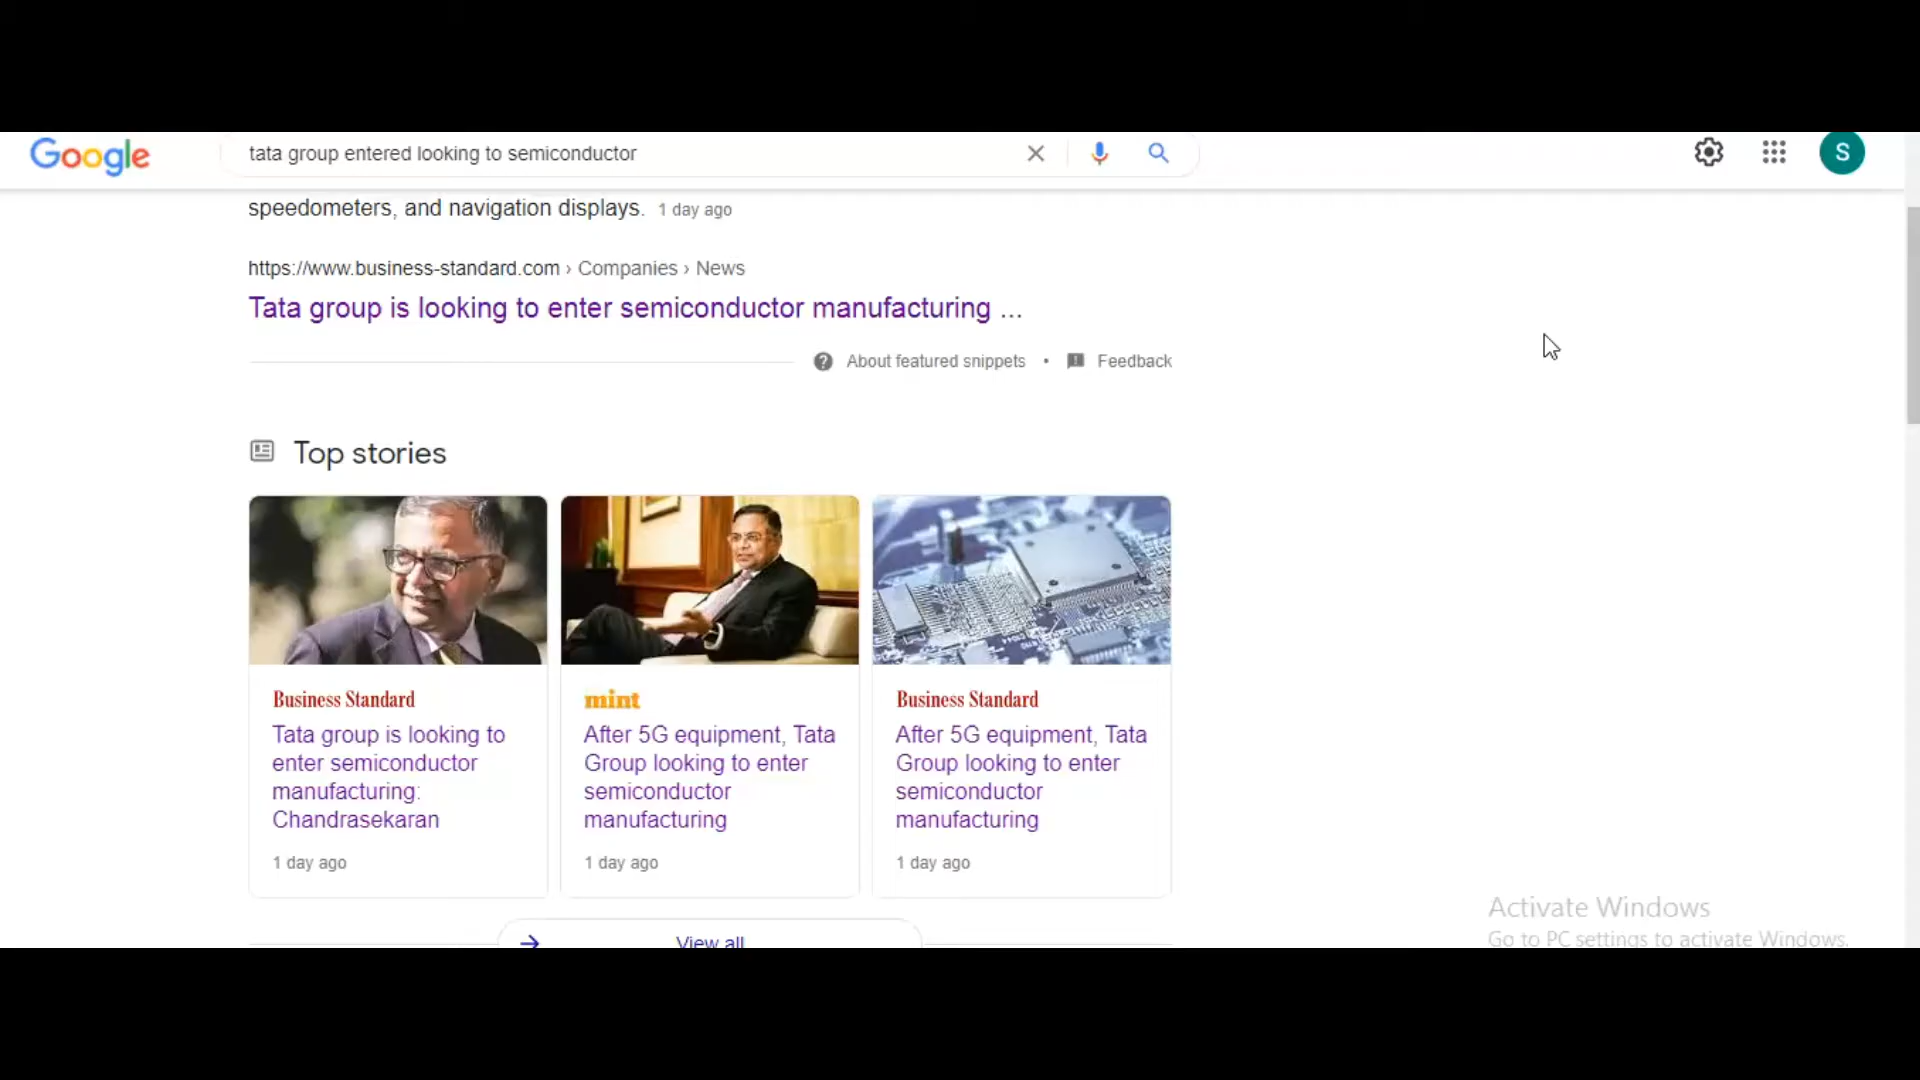 Google
tata group entered looking to semiconductor
S
speedometers, and navigation displays. 1 day ago
https://www.business-standard.com › Companies › News
Tata group is looking to enter semiconductor manufacturing ...
About featured snippets • Feedback
Top stories
Business Standard
Tata group is looking to
enter semiconductor
manufacturing:
Chandrasekaran
1 day ago
mint
After 5G equipment, Tata
Group looking to enter
semiconductor
manufacturing
1 day ago
Business Standard
After 5G equipment, Tata
Group looking to enter
semiconductor
manufacturing
1 day ago
View all
Activate Windows
Go to PC settings to activate Windows.